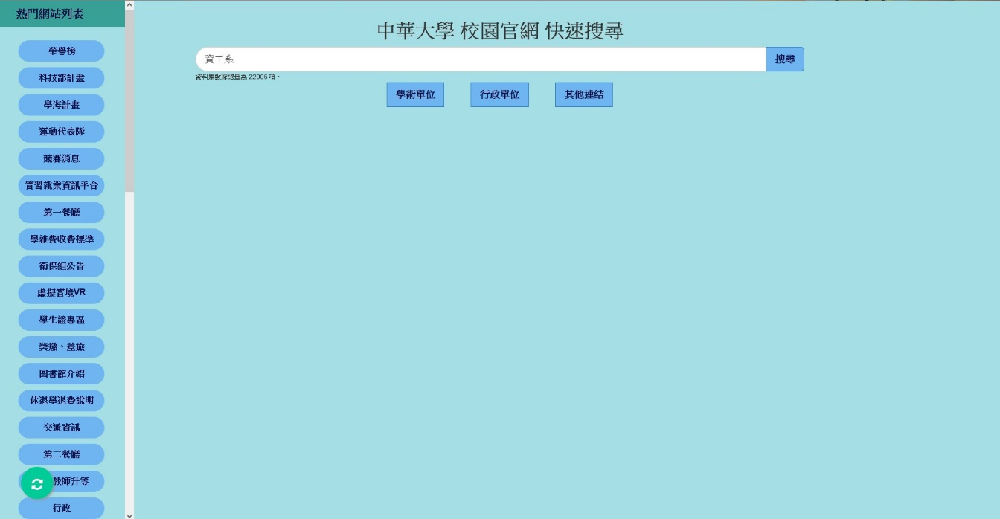 熱門網站列表
榮譽榜
科技部計畫
學海計畫
運動代表隊
競賽消息
實習就業資訊平台
第一餐廳
學雜費收費標準
衛保組公告
虛擬實境VR
學生證專區
獎懲、差旅
圖書館介紹
休退學退費說明
交通資訊
第二餐廳
教師升等
行政
中華大學 校園官網 快速搜尋
資工系
搜尋
資料庫數據總量為 22006 項。
學術單位
行政單位
其他連結